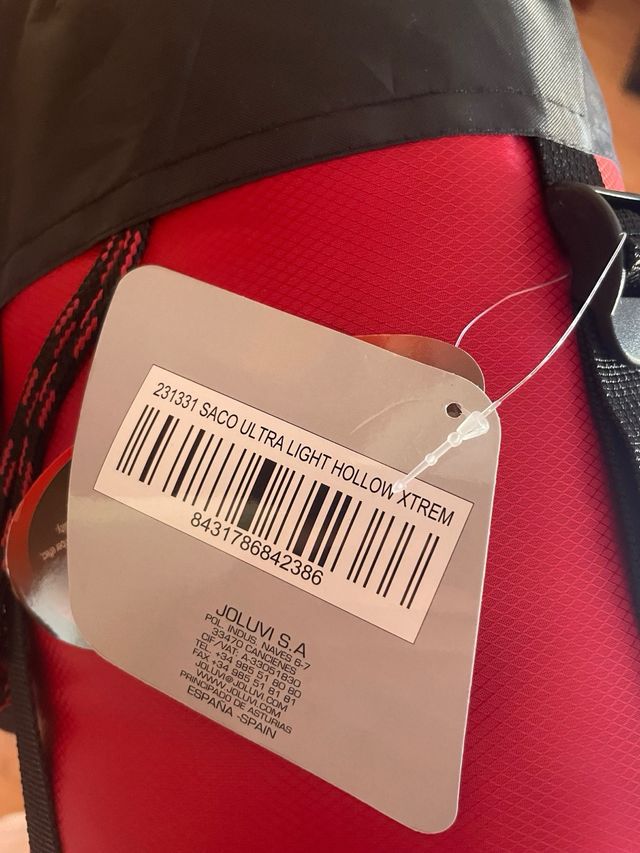 231331 SACO ULTRA LIGHT HOLLOW XTREM
8431786842386
JOLUVI S.A
POL. INDUS. NAVES 6-7
33470 CANCIENES
CIF/VAT: A-33051630
TEL. +34 985 51 80 80
FAX +34 985 51 81 81
JOLUVI@JOLUVI.COM
WWW.JOLUVI.COM
PRINCIPADO DE ASTURIAS
ESPAÑA -SPAIN